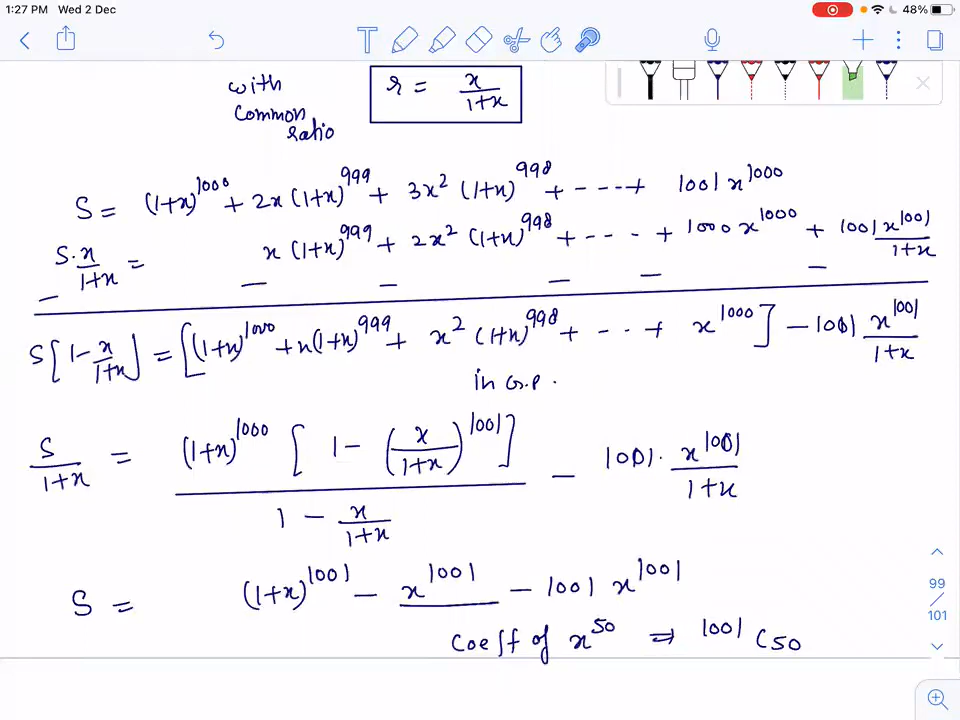 1:27 PM Wed 2 Dec 48%
T
with common ratio r = x/(1+x)
S = (1+x)^1000 + 2x(1+x)^999 + 3x^2 (1+x)^998 + ---- + 1001 x^1000
S·x/(1+x) = x(1+x)^999 + 2x^2 (1+x)^998 + --- . + 1000 x^1000 + 1001 x^1001/(1+x)
− − − − − −
S[1 − x/(1+x)] = [(1+x)^1000 + x(1+x)^999 + x^2 (1+x)^998 + - - - + x^1000] − 1001 x^1001/(1+x)
in G.P.
S/(1+x) = (1+x)^1000 [1 − (x/(1+x))^1001] / (1 − x/(1+x)) − 1001 · x^1001/(1+x)
S = (1+x)^1001 − x^1001 − 1001 x^1001
Coeff of x^50 ⇒ ^1001 C_50
99
/
101